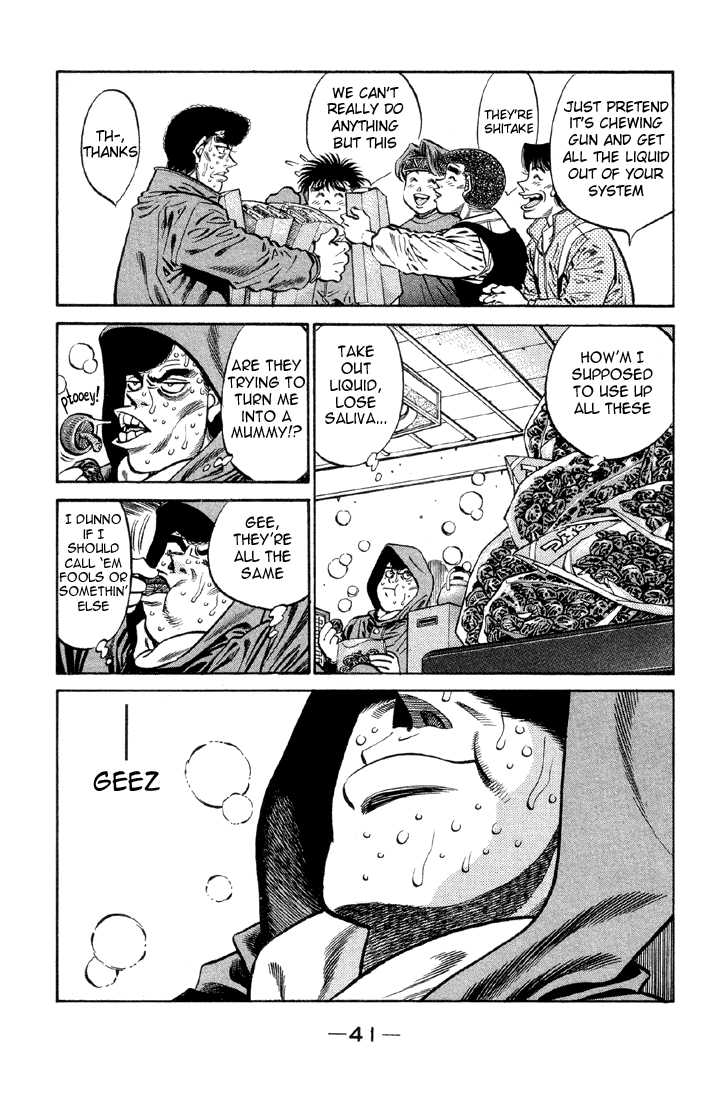 JUST PRETEND
IT'S CHEWING
GUN AND GET
ALL THE LIQUID
OUT OF YOUR
SYSTEM
THEY'RE
SHITAKE
WE CAN'T
REALLY DO
ANYTHING
BUT THIS
TH-,
THANKS
HOW'M I
SUPPOSED
TO USE UP
ALL THESE
TAKE
OUT
LIQUID,
LOSE
SALIVA...
ARE THEY
TRYING TO
TURN ME
INTO A
MUMMY!?
Ptooey!
GEE,
THEY'RE
ALL THE
SAME
I DUNNO
IF I
SHOULD
CALL 'EM
FOOLS OR
SOMETHIN'
ELSE
GEEZ
—41—